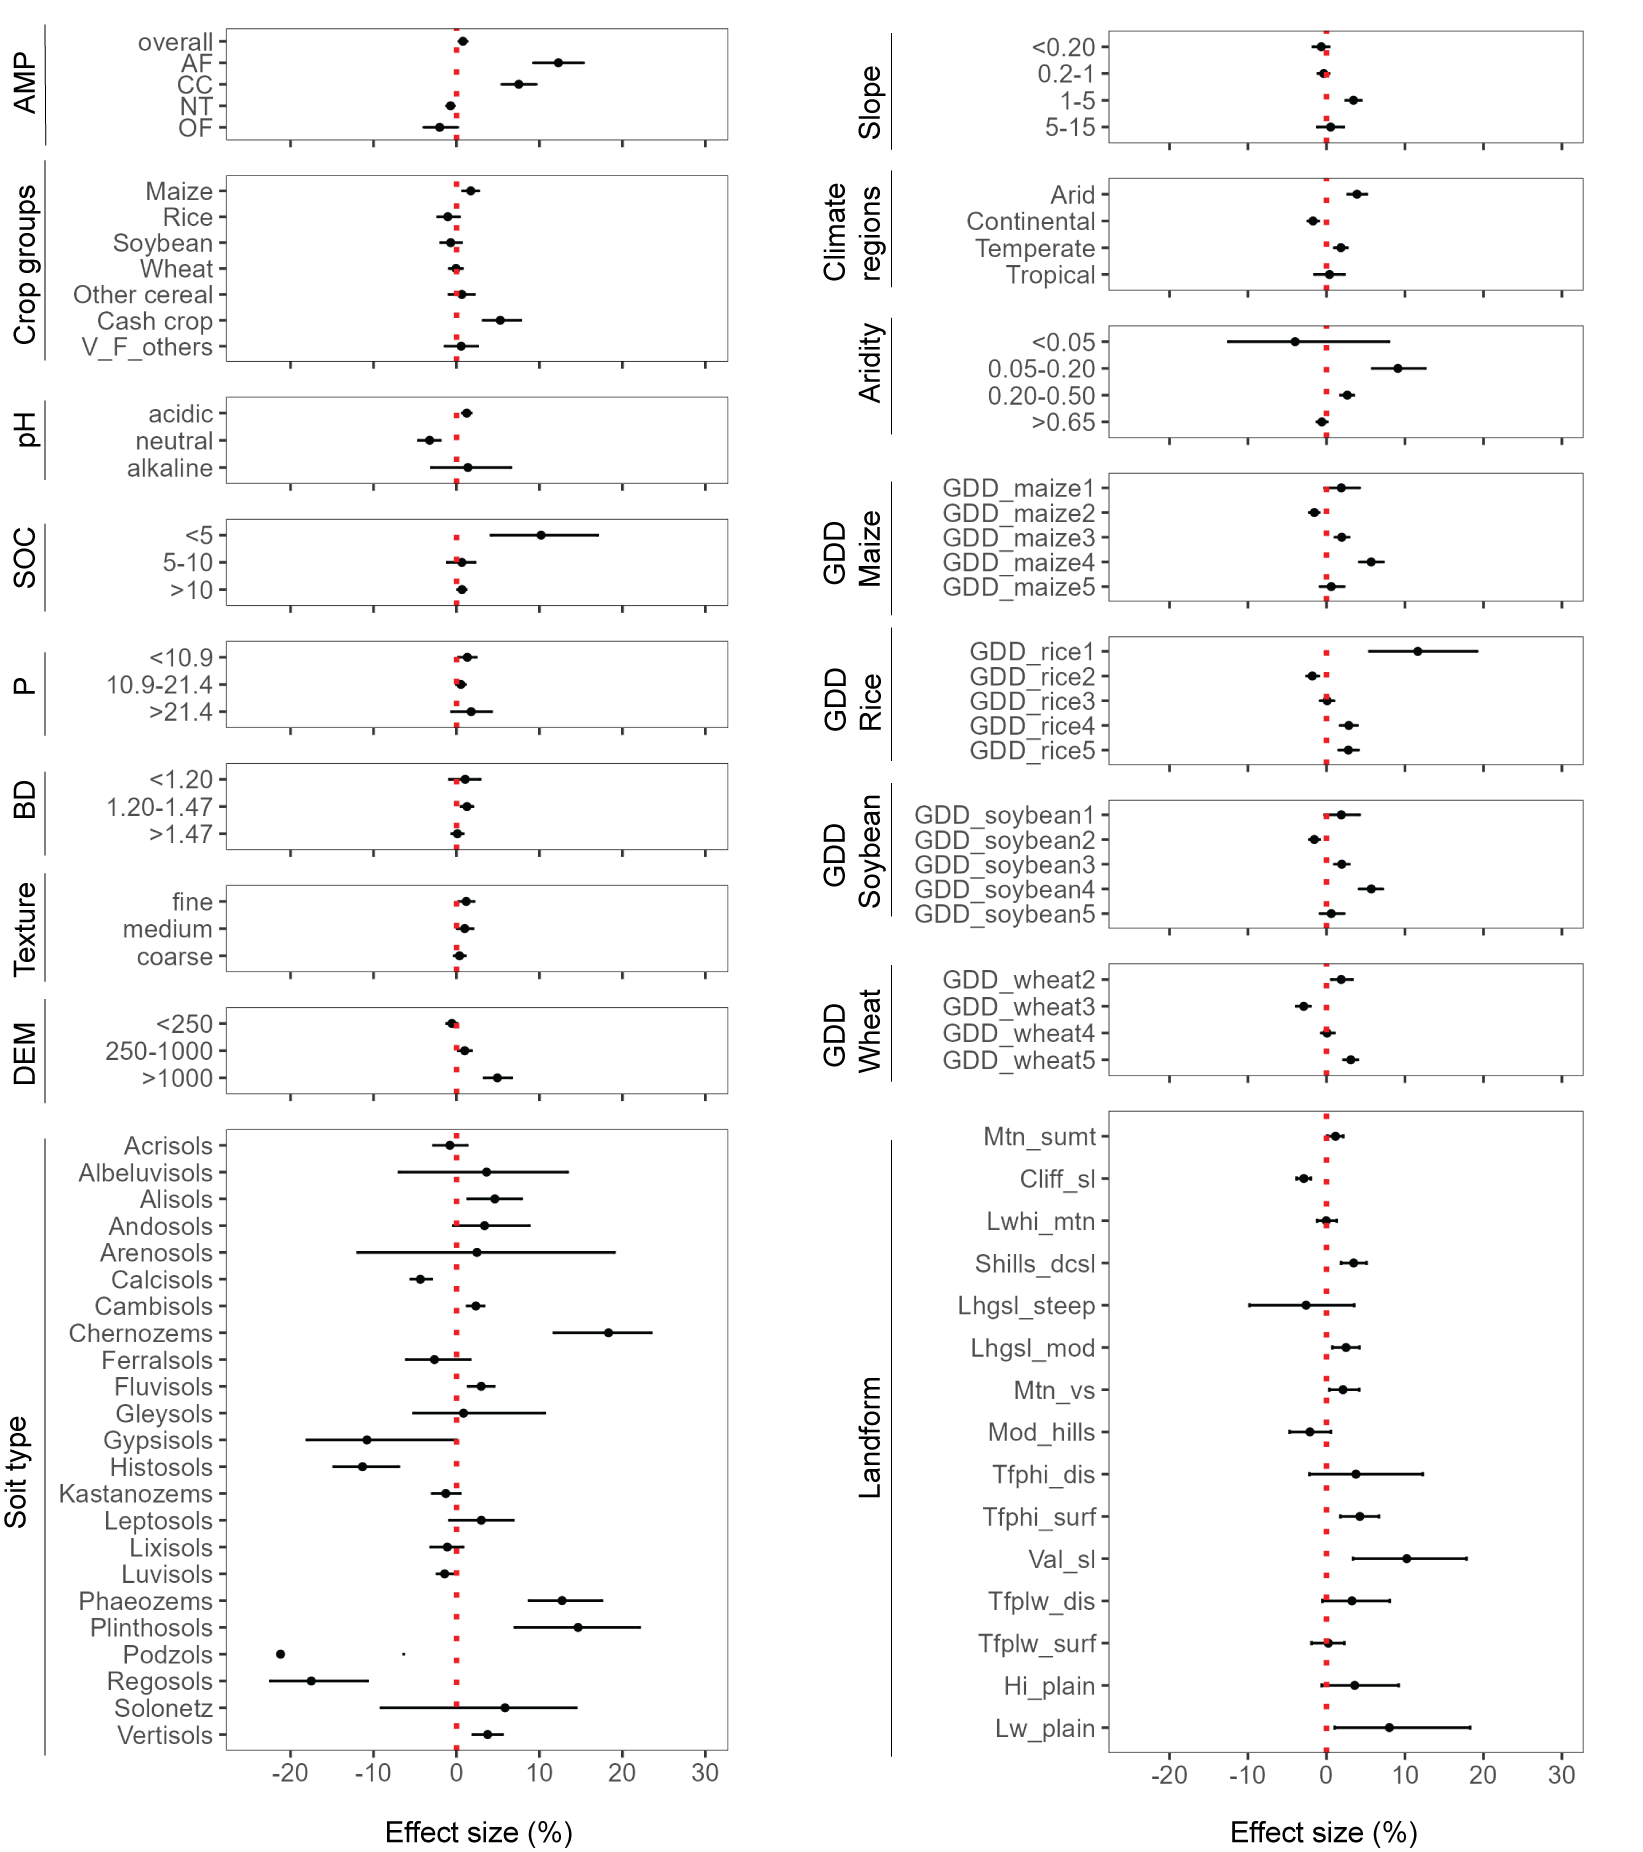 AMP
overall
AF
CC
NT
OF
Crop groups
Maize
Rice
Soybean
Wheat
Other cereal
Cash crop
V_F_others
pH
acidic
neutral
alkaline
SOC
<5
5-10
>10
P
<10.9
10.9-21.4
>21.4
BD
<1.20
1.20-1.47
>1.47
Texture
fine
medium
coarse
DEM
<250
250-1000
>1000
Soit type
Acrisols
Albeluvisols
Alisols
Andosols
Arenosols
Calcisols
Cambisols
Chernozems
Ferralsols
Fluvisols
Gleysols
Gypsisols
Histosols
Kastanozems
Leptosols
Lixisols
Luvisols
Phaeozems
Plinthosols
Podzols
Regosols
Solonetz
Vertisols
-20 -10 0 10 20 30
Effect size (%)
Slope
<0.20
0.2-1
1-5
5-15
Climate
regions
Arid
Continental
Temperate
Tropical
Aridity
<0.05
0.05-0.20
0.20-0.50
>0.65
GDD
Maize
GDD_maize1
GDD_maize2
GDD_maize3
GDD_maize4
GDD_maize5
GDD
Rice
GDD_rice1
GDD_rice2
GDD_rice3
GDD_rice4
GDD_rice5
GDD
Soybean
GDD_soybean1
GDD_soybean2
GDD_soybean3
GDD_soybean4
GDD_soybean5
GDD
Wheat
GDD_wheat2
GDD_wheat3
GDD_wheat4
GDD_wheat5
Landform
Mtn_sumt
Cliff_sl
Lwhi_mtn
Shills_dcsl
Lhgsl_steep
Lhgsl_mod
Mtn_vs
Mod_hills
Tfphi_dis
Tfphi_surf
Val_sl
Tfplw_dis
Tfplw_surf
Hi_plain
Lw_plain
-20 -10 0 10 20 30
Effect size (%)